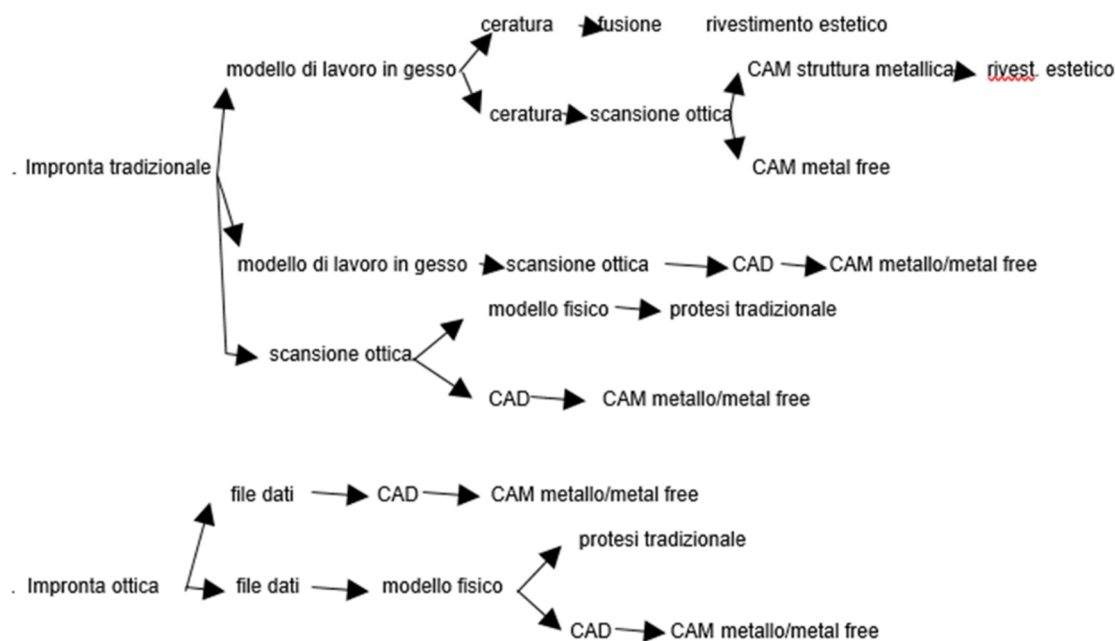 ceratura fusione rivestimento estetico
modello di lavoro in gesso CAM struttura metallica rivest. estetico
ceratura scansione ottica
. Impronta tradizionale CAM metal free
modello di lavoro in gesso scansione ottica CAD CAM metallo/metal free
modello fisico protesi tradizionale
scansione ottica
CAD CAM metallo/metal free
file dati CAD CAM metallo/metal free
protesi tradizionale
. Impronta ottica file dati modello fisico
CAD CAM metallo/metal free